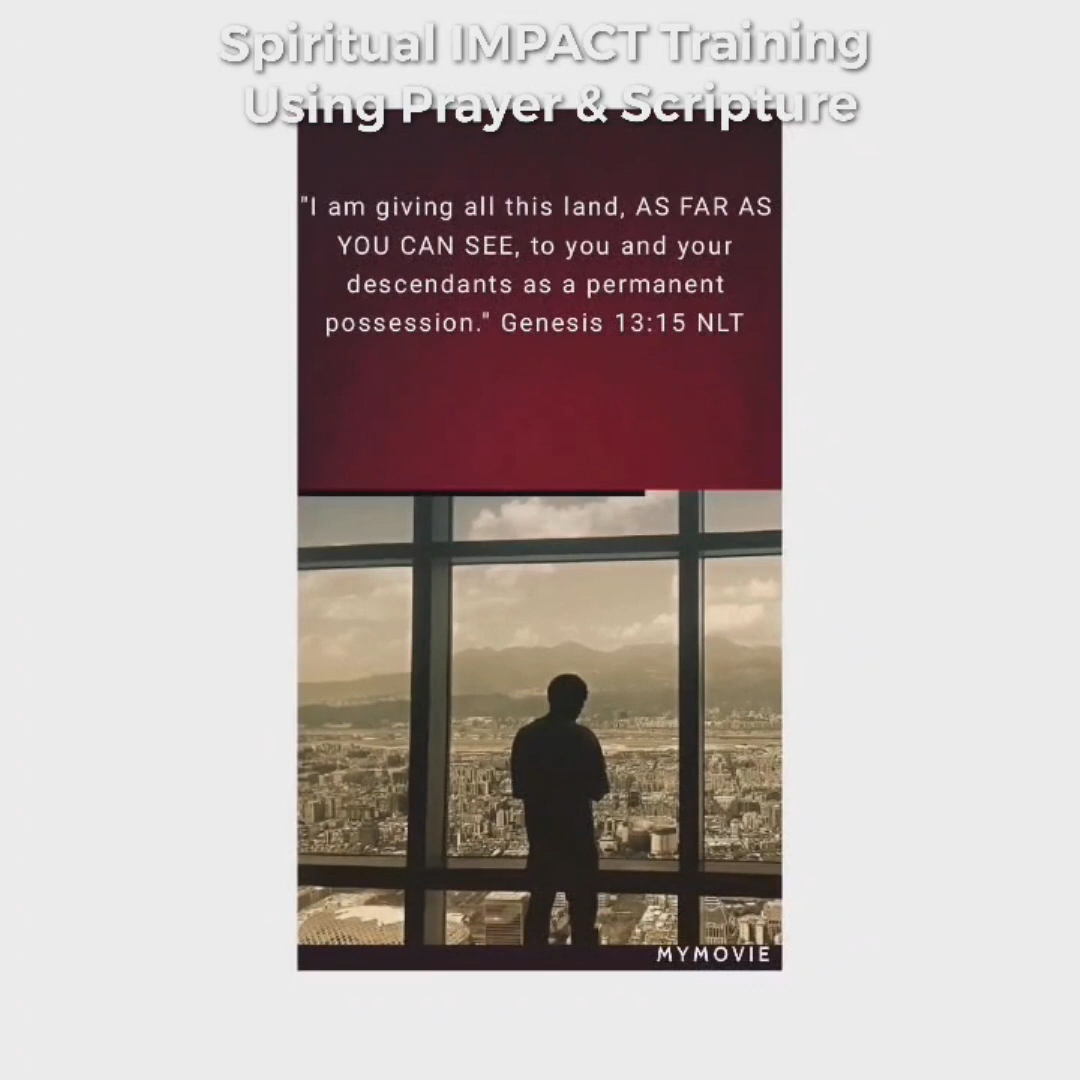 Spiritual IMPACT Training
Using Prayer & Scripture
"I am giving all this land, AS FAR AS
YOU CAN SEE, to you and your
descendants as a permanent
possession." Genesis 13:15 NLT
MYMOVIE